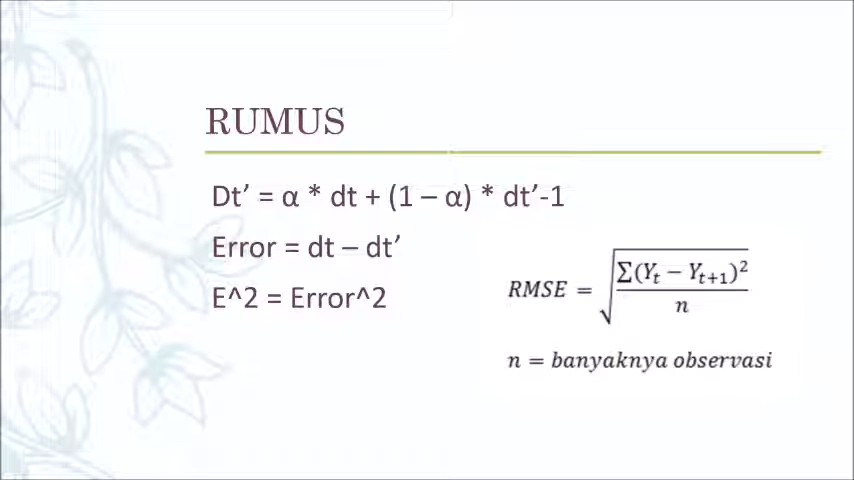 RUMUS
Dt’ = α * dt + (1 – α) * dt’-1
Error = dt – dt’
E^2 = Error^2
RMSE = √(∑(Yₜ − Yₜ₊₁)² / n)
n = banyaknya observasi